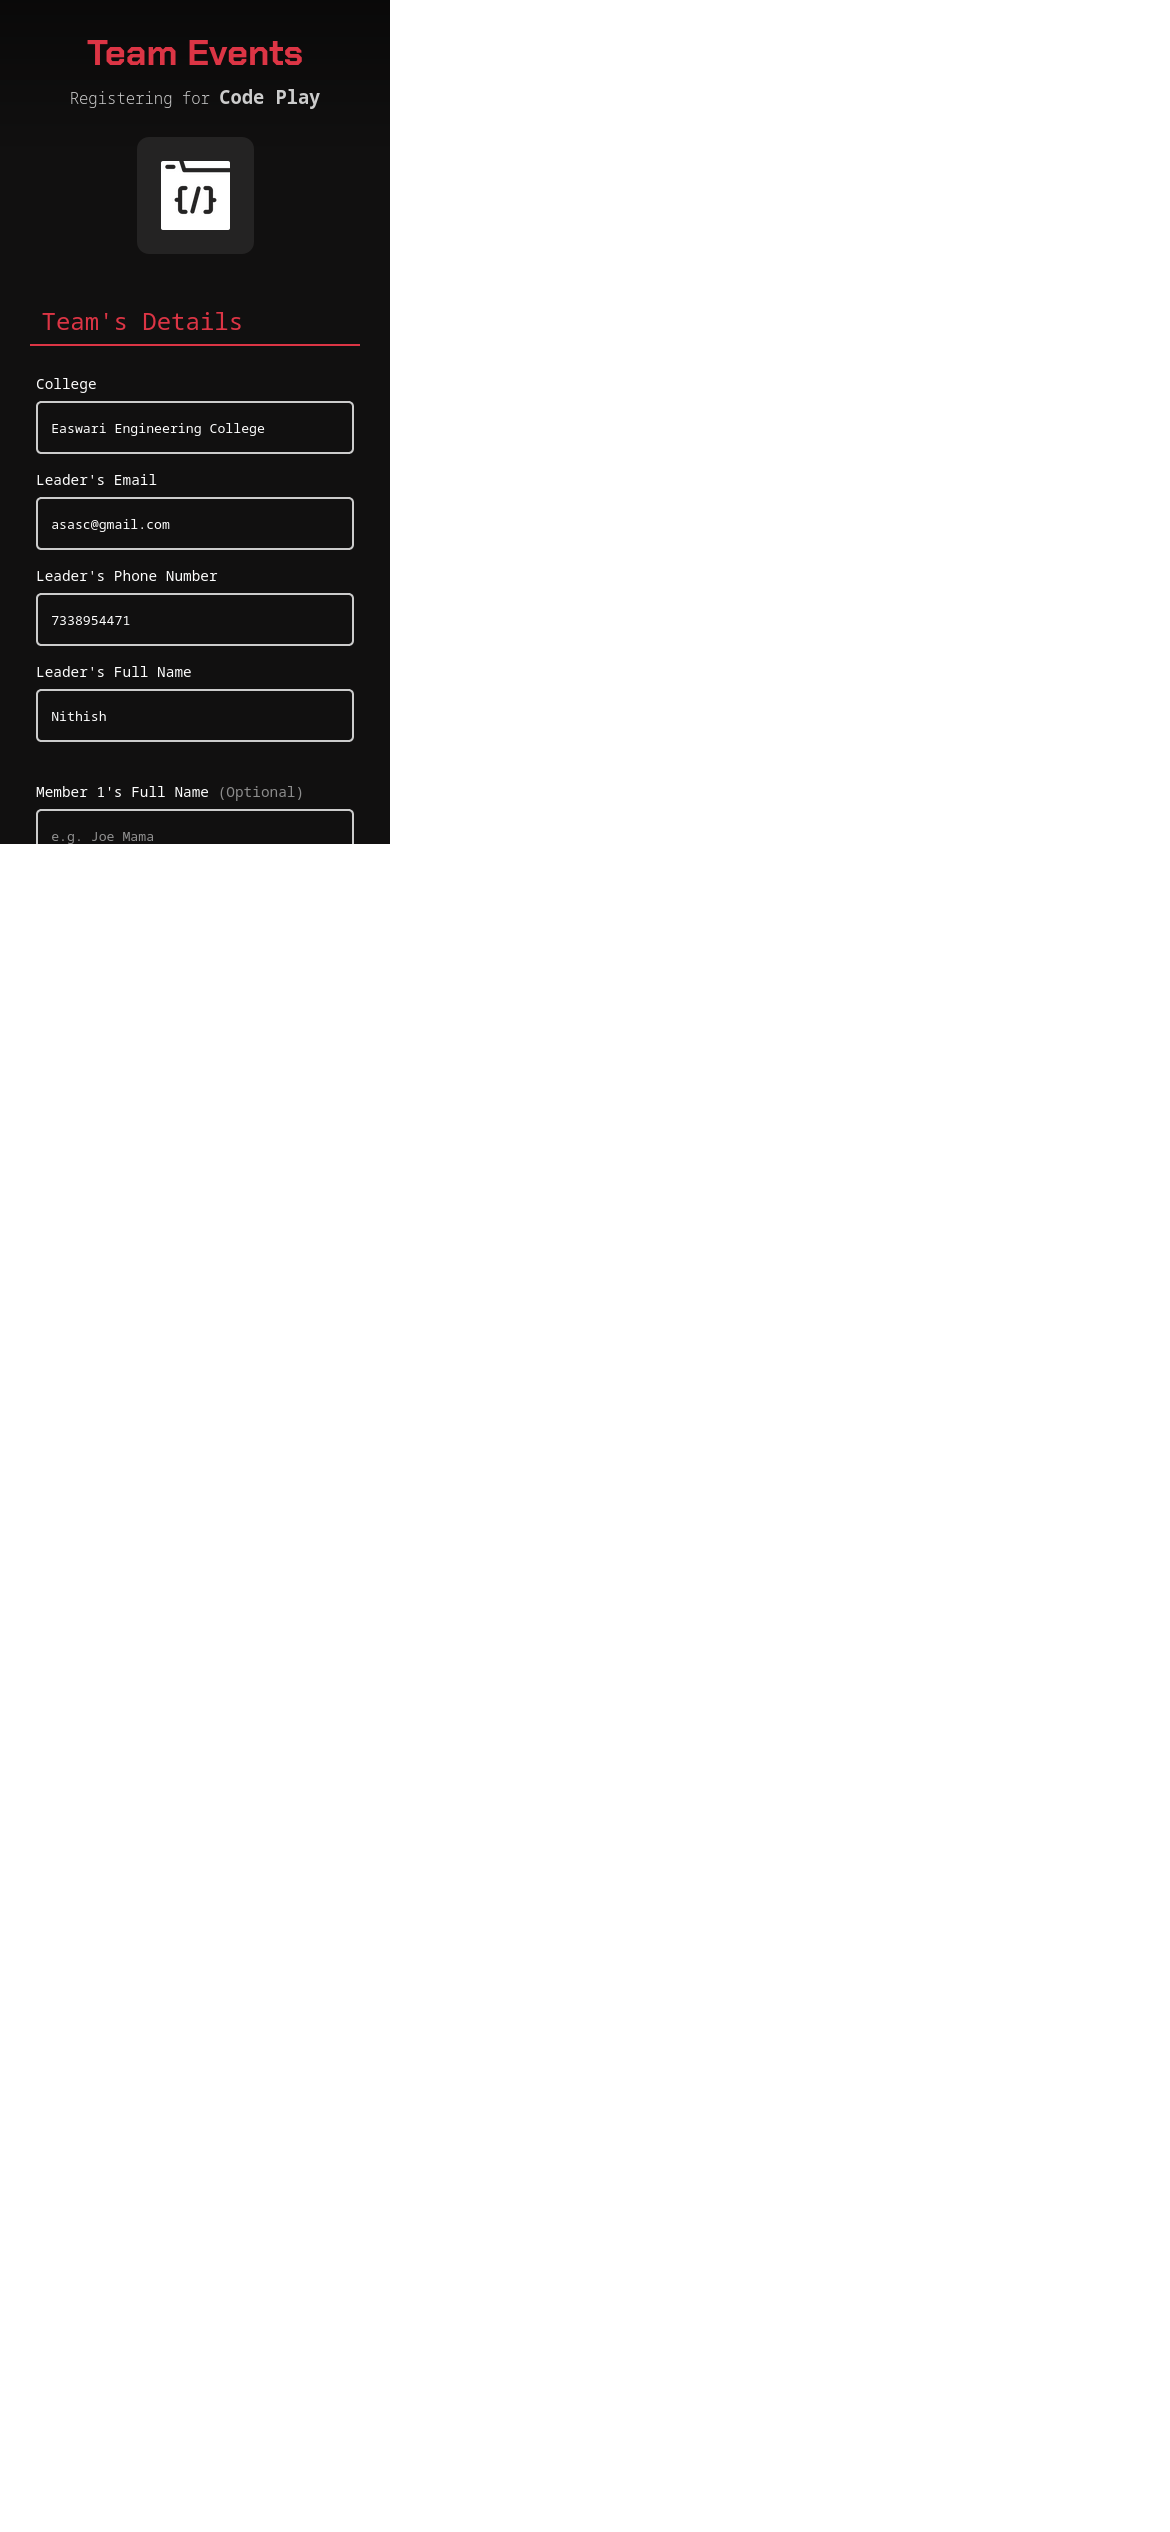 Team Events
Registering for Code Play
{/}
Team's Details
College
Easwari Engineering College
Leader's Email
asasc@gmail.com
Leader's Phone Number
7338954471
Leader's Full Name
Nithish
Member 1's Full Name (Optional)
e.g. Joe Mama